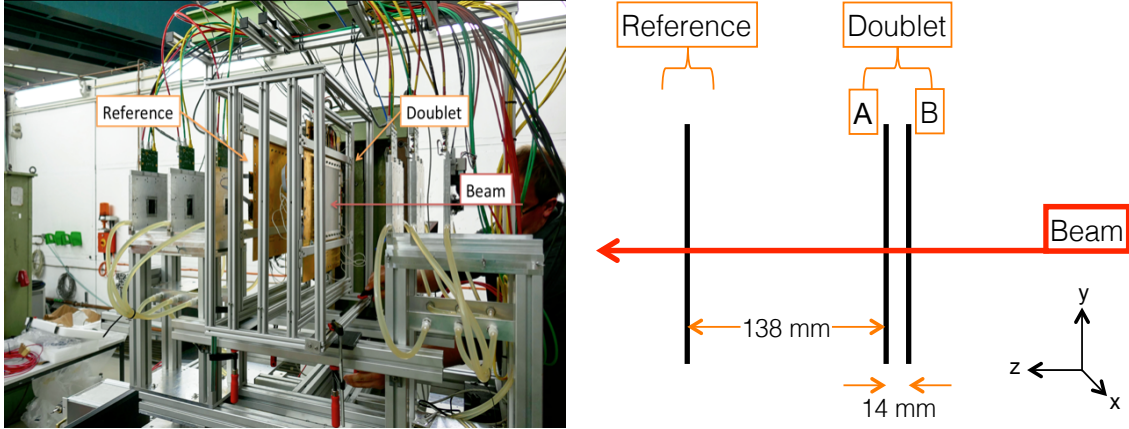 Reference
Doublet
Beam
Reference
Doublet
A
B
Beam
138 mm
14 mm
y
z
x